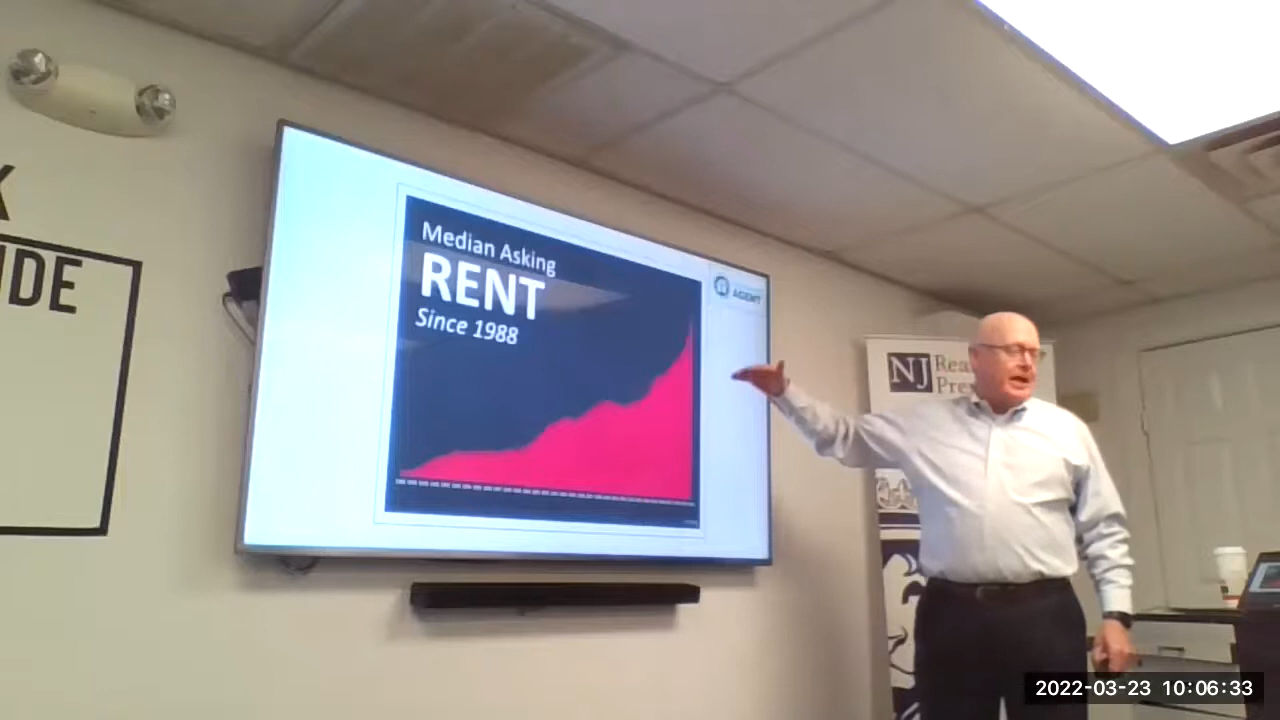 IDE
Median Asking
RENT
Since 1988
AGENT
NJ
2022-03-23 10:06:33